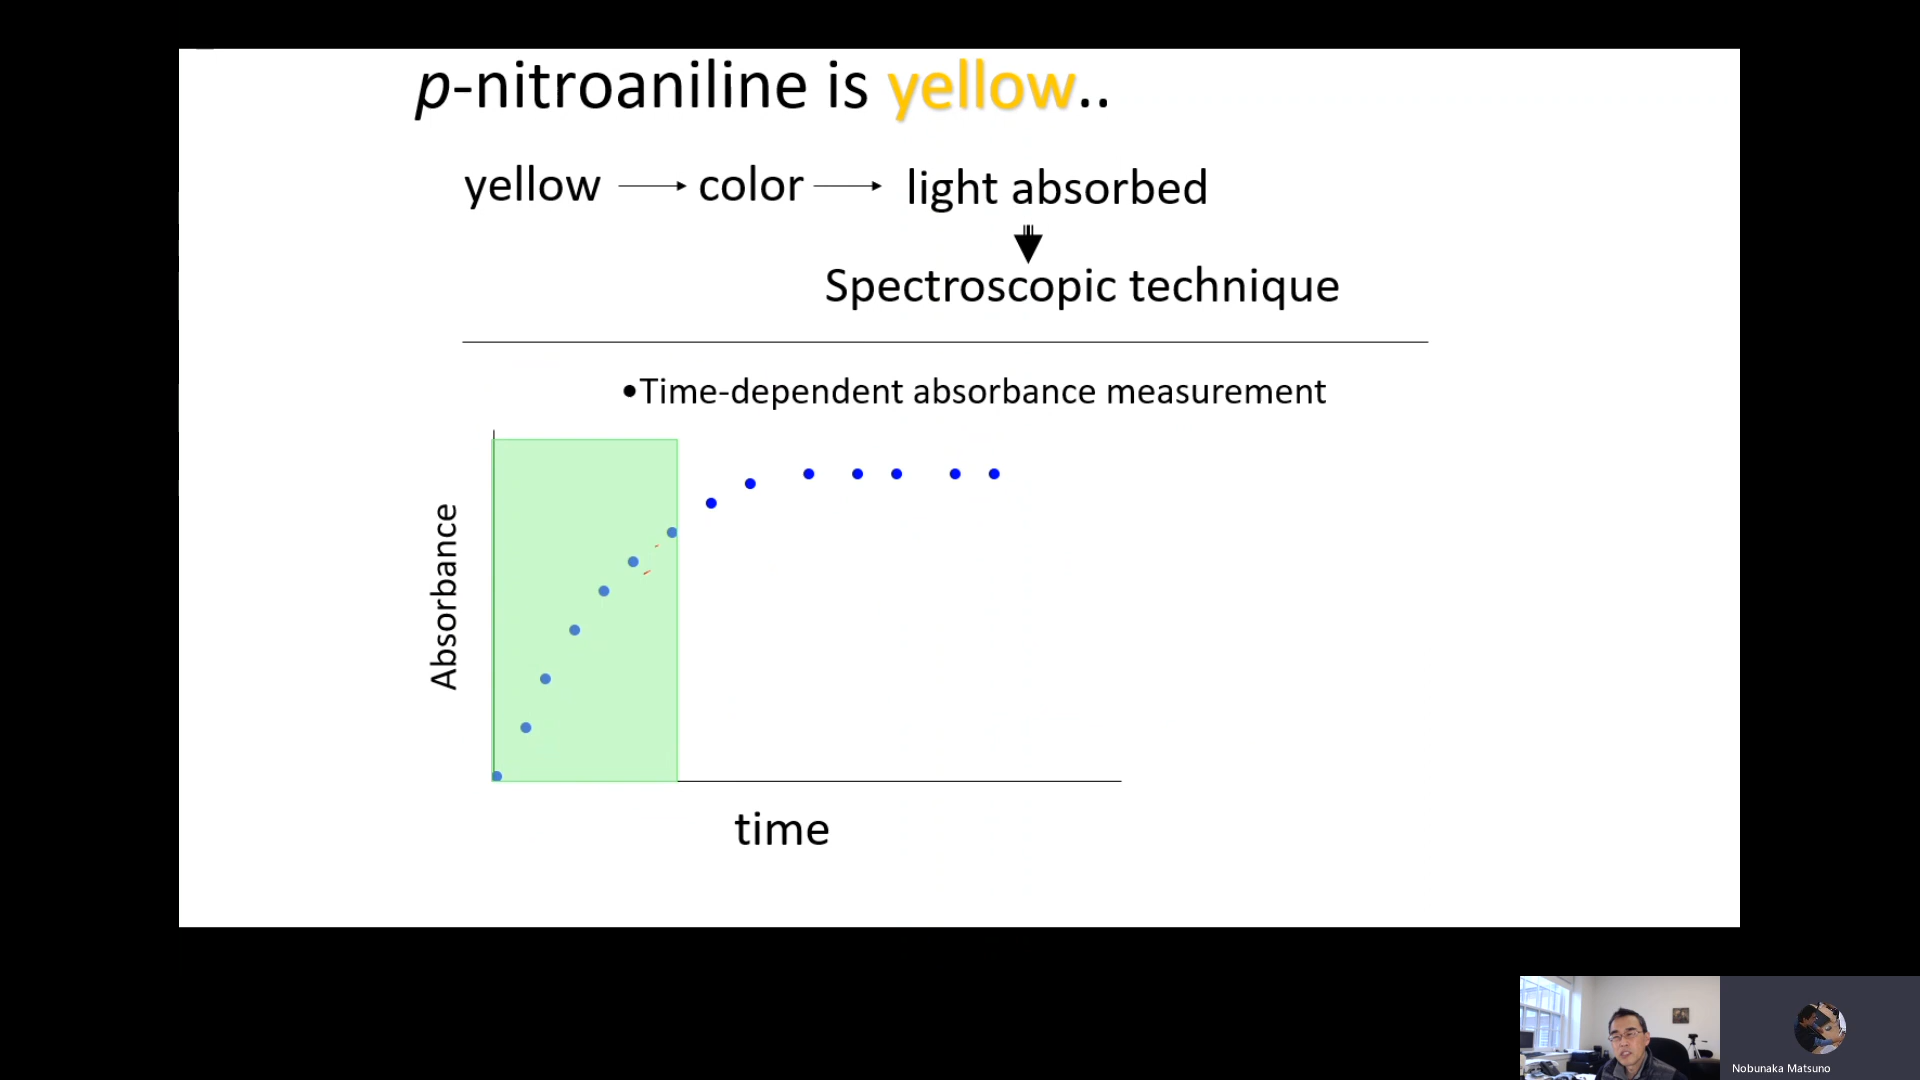 p-nitroaniline is yellow..
yellow → color → light absorbed
Spectroscopic technique
•Time-dependent absorbance measurement
Absorbance
time
Nobunaka Matsuno